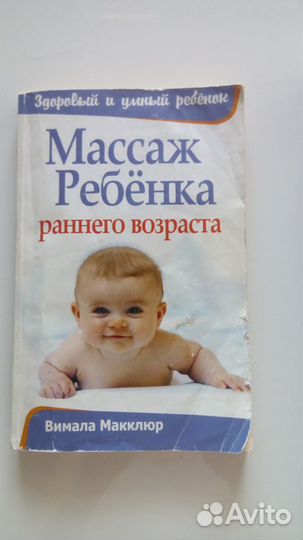 Здоровый и умный ребёнок
Массаж
Ребёнка
раннего возраста
Вимала Макклюр
Avito